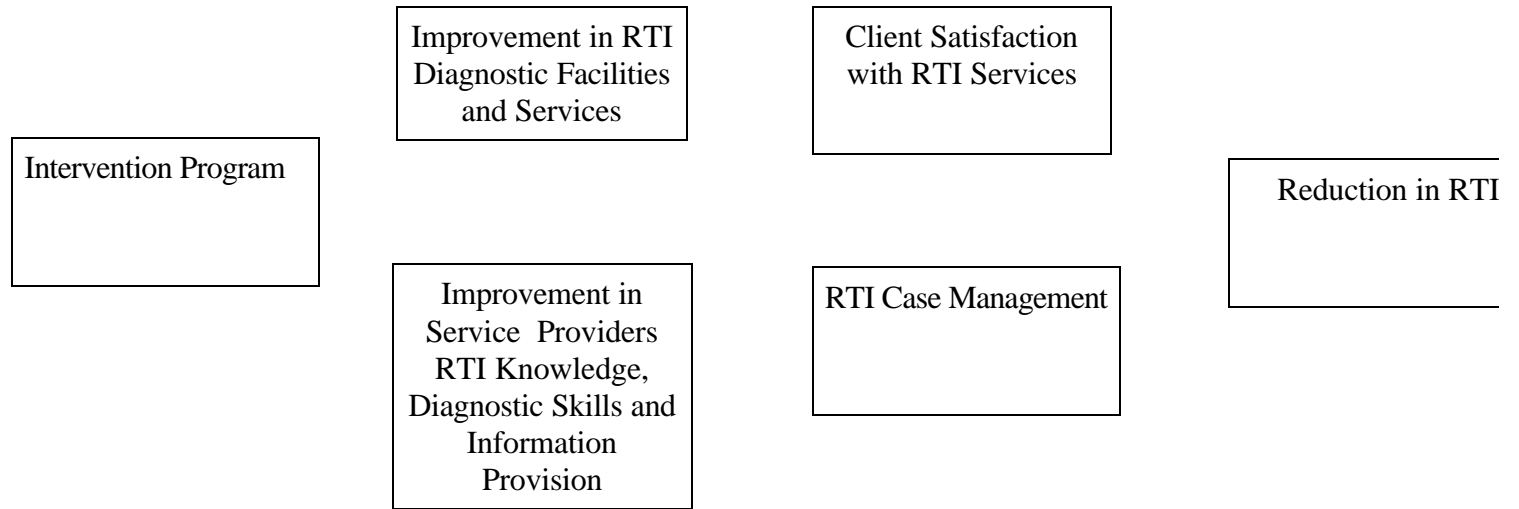 Intervention Program
Improvement in RTI
Diagnostic Facilities
and Services
Improvement in
Service Providers
RTI Knowledge,
Diagnostic Skills and
Information
Provision
Client Satisfaction
with RTI Services
RTI Case Management
Reduction in RTI